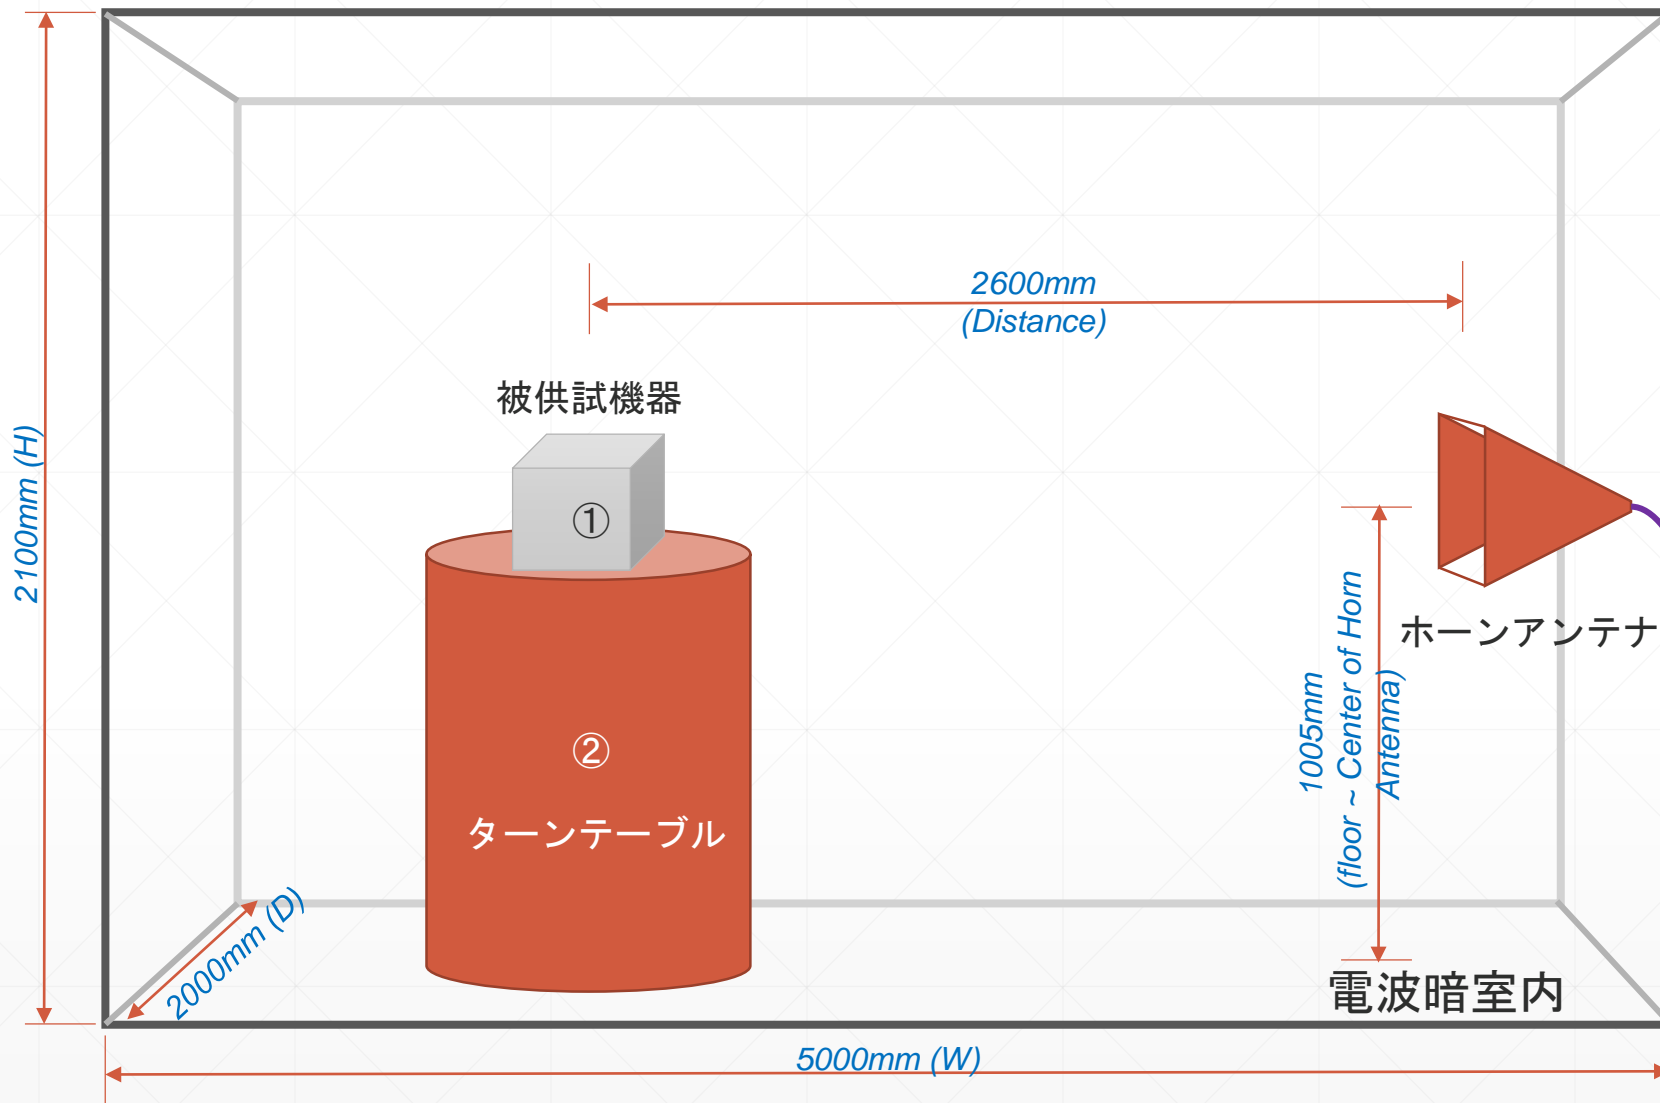 2600mm
(Distance)
被供試機器
①
2100mm (H)
ホーンアンテナ
1005mm
(floor ~ Center of Horn
Antenna)
②
ターンテーブル
2000mm (D)
電波暗室内
5000mm (W)